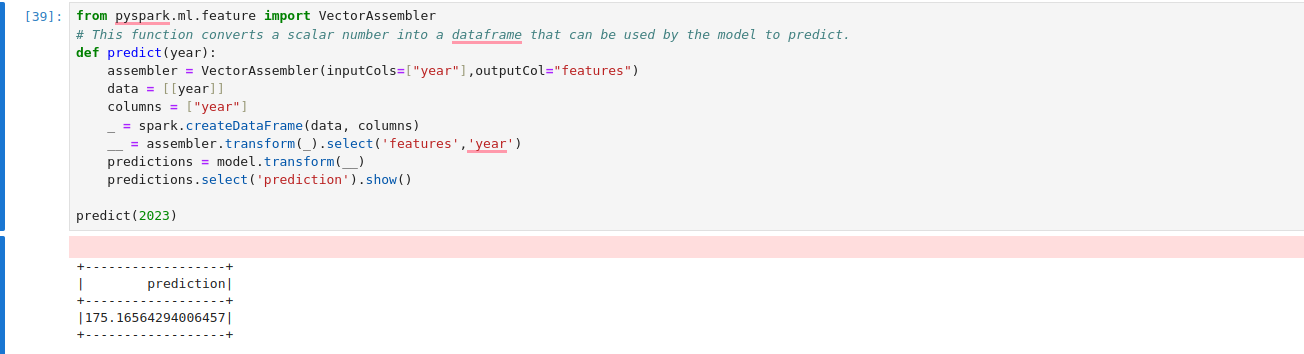 [39]: from pyspark.ml.feature import VectorAssembler
# This function converts a scalar number into a dataframe that can be used by the model to predict.
def predict(year):
    assembler = VectorAssembler(inputCols=["year"],outputCol="features")
    data = [[year]]
    columns = ["year"]
    _ = spark.createDataFrame(data, columns)
    __ = assembler.transform(_).select('features','year')
    predictions = model.transform(__)
    predictions.select('prediction').show()

predict(2023)
+------------------+
|        prediction|
+------------------+
|175.16564294006457|
+------------------+